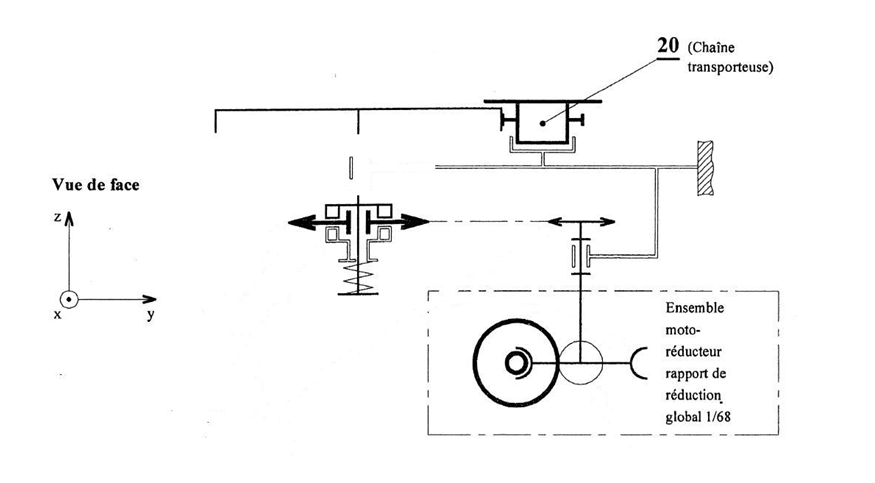 20 (Chaîne
transporteuse)
Vue de face
z
x
y
Ensemble
moto-
réducteur
rapport de
réduction
global 1/68